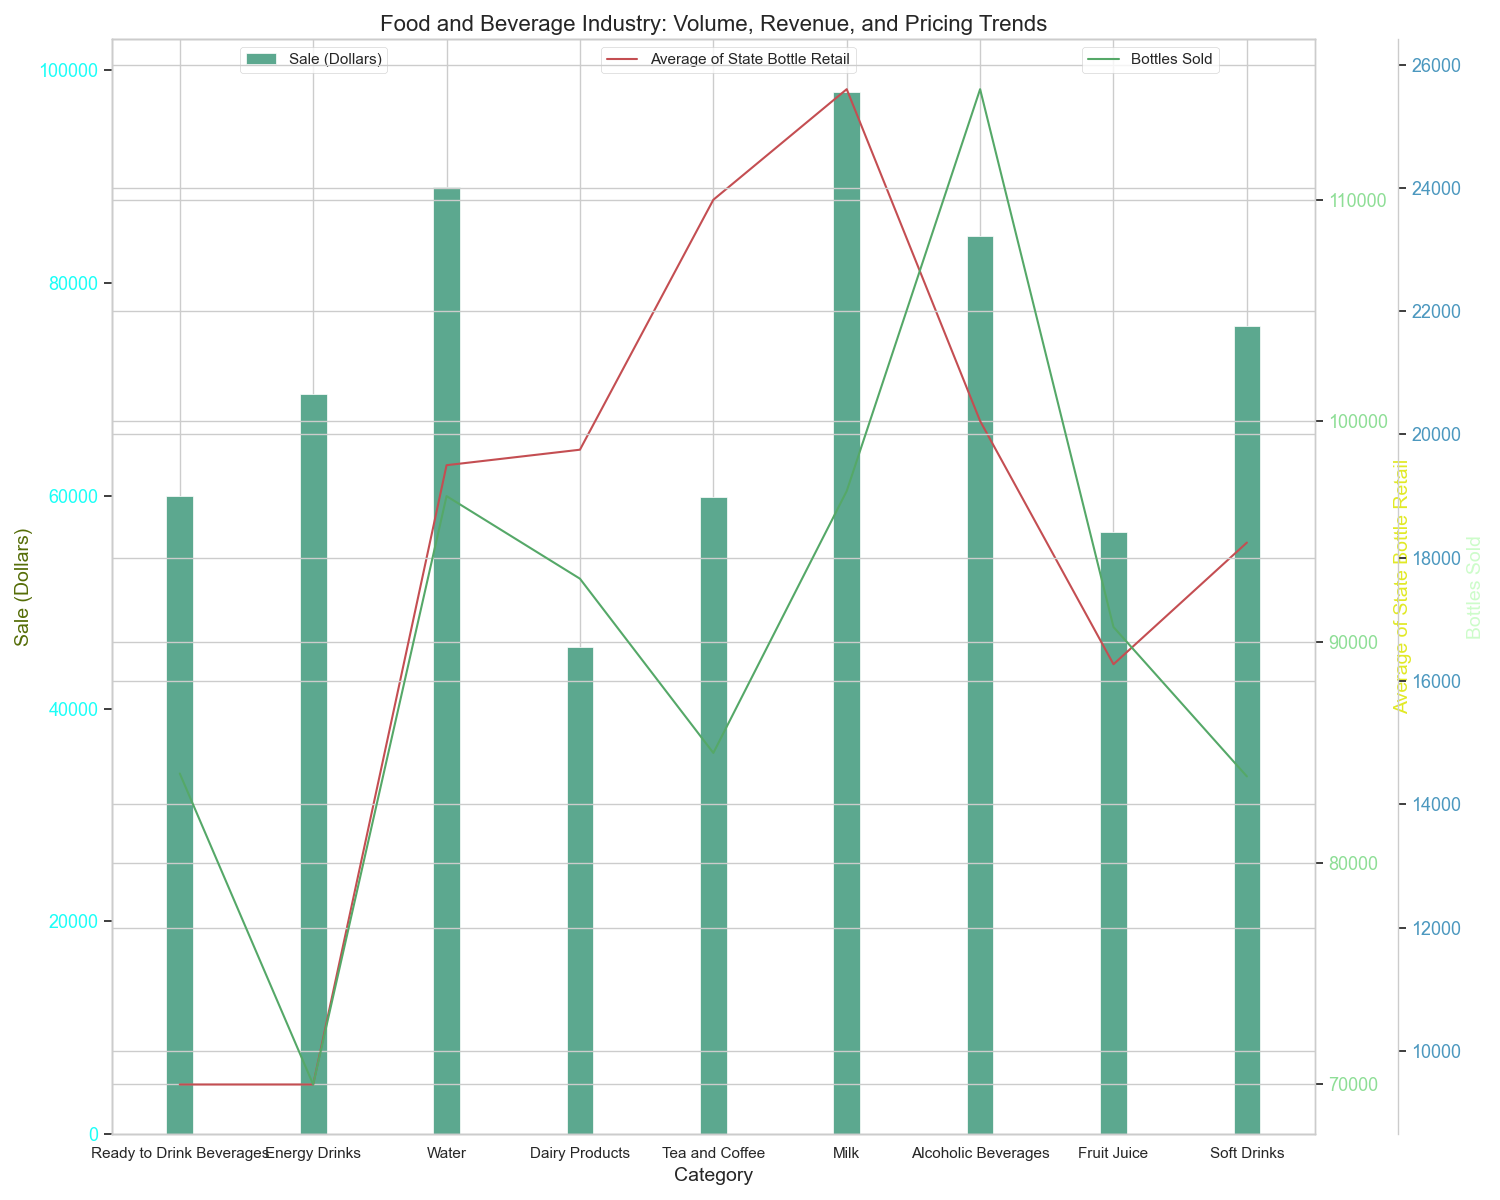 Food and Beverage Industry: Volume, Revenue, and Pricing Trends
Sale (Dollars)
Average of State Bottle Retail
Bottles Sold
100000
80000
60000
40000
20000
0
Sale (Dollars)
110000
100000
90000
80000
70000
Average of State Bottle Retail
26000
24000
22000
20000
18000
16000
14000
12000
10000
Bottles Sold
Ready to Drink Beverages
Energy Drinks
Water
Dairy Products
Tea and Coffee
Milk
Alcoholic Beverages
Fruit Juice
Soft Drinks
Category